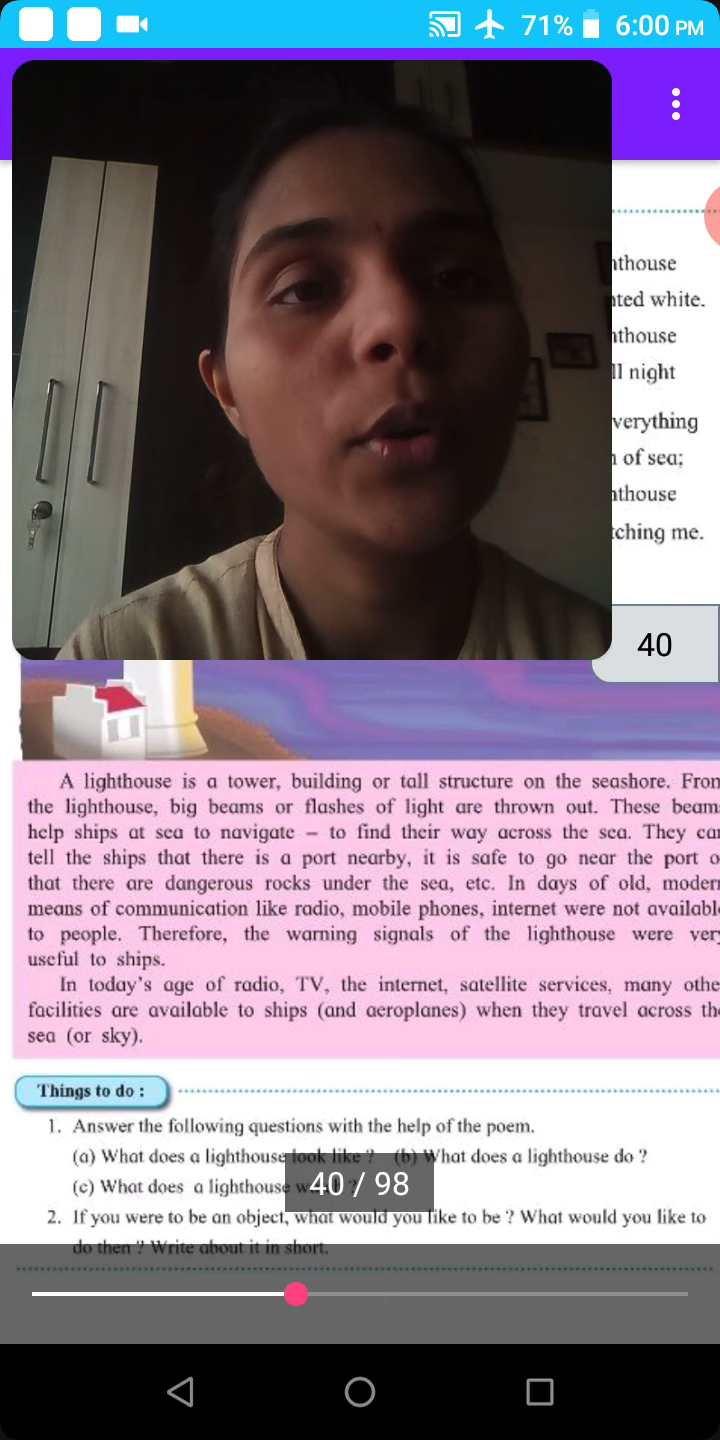 71% 6:00 PM
hthouse
nted white.
hthouse
ll night
verything
n of sea;
hthouse
tching me.
40
A lighthouse is a tower, building or tall structure on the seashore. From
the lighthouse, big beams or flashes of light are thrown out. These beam
help ships at sea to navigate – to find their way across the sea. They can
tell the ships that there is a port nearby, it is safe to go near the port o
that there are dangerous rocks under the sea, etc. In days of old, modern
means of communication like radio, mobile phones, internet were not availabl
to people. Therefore, the warning signals of the lighthouse were very
useful to ships.
In today's age of radio, TV, the internet, satellite services, many othe
facilities are available to ships (and aeroplanes) when they travel across the
sea (or sky).
Things to do :
1. Answer the following questions with the help of the poem.
(a) What does a lighthouse look like ? (b) What does a lighthouse do ?
(c) What does a lighthouse ?
40 / 98
2. If you were to be an object, what would you like to be ? What would you like to
do then ? Write about it in short.